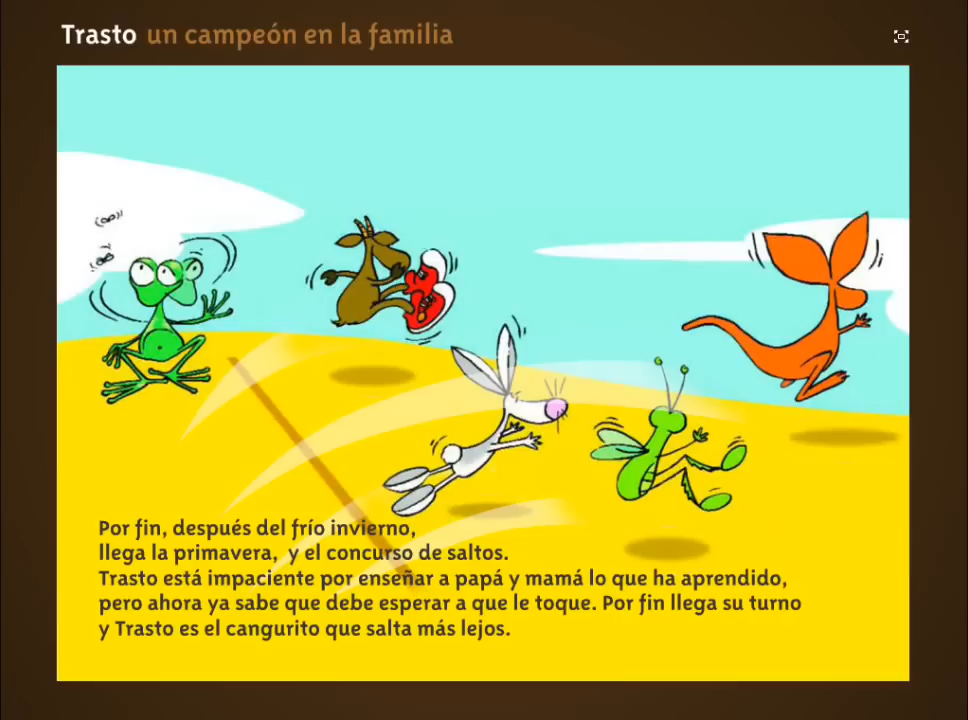 Trasto un campeón en la familia
Por fin, después del frío invierno,
llega la primavera, y el concurso de saltos.
Trasto está impaciente por enseñar a papá y mamá lo que ha aprendido,
pero ahora ya sabe que debe esperar a que le toque. Por fin llega su turno
y Trasto es el cangurito que salta más lejos.